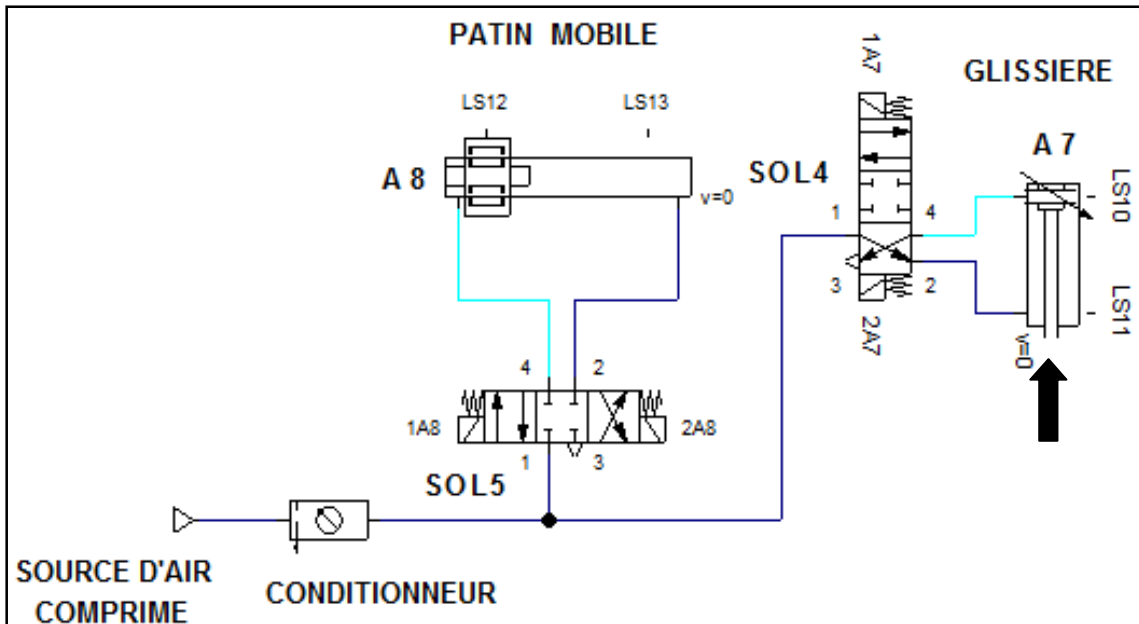 PATIN MOBILE
1A7
GLISSIERE
LS12
LS13
A 7
LS10
A 8
v=0
SOL4
1
4
3
2
LS11
v=0
2A7
4
2
1A8
2A8
1
3
SOL5
SOURCE D'AIR
COMPRIME
CONDITIONNEUR